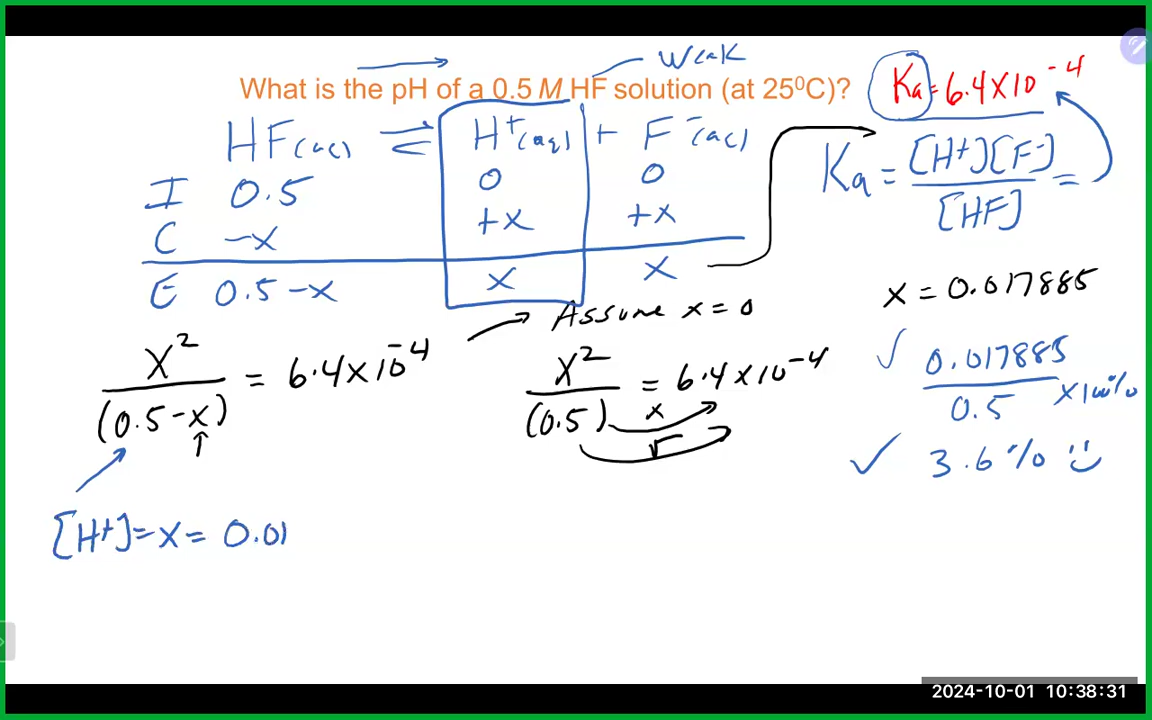 Weak
What is the pH of a 0.5 M HF solution (at 25⁰C)?
Ka = 6.4 x 10⁻⁴
HF(aq) ⇌ H⁺(aq) + F⁻(aq)
I 0.5 0 0
C -x +x +x
E 0.5-x x x
Ka = [H⁺][F⁻] / [HF] =
Assume x = 0
x² / (0.5-x) = 6.4x10⁻⁴
x² / (0.5) = 6.4x10⁻⁴
x
√
x = 0.017885
✓ 0.017885 / 0.5 x100%
✓ 3.6%
[H⁺]=x= 0.01
2024-10-01 10:38:31